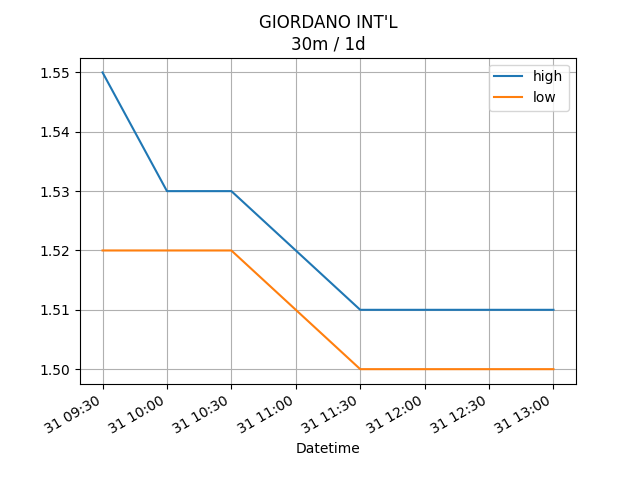 GIORDANO INT'L
30m / 1d
high
low
1.55
1.54
1.53
1.52
1.51
1.50
31 09:30
31 10:00
31 10:30
31 11:00
31 11:30
31 12:00
31 12:30
31 13:00
Datetime